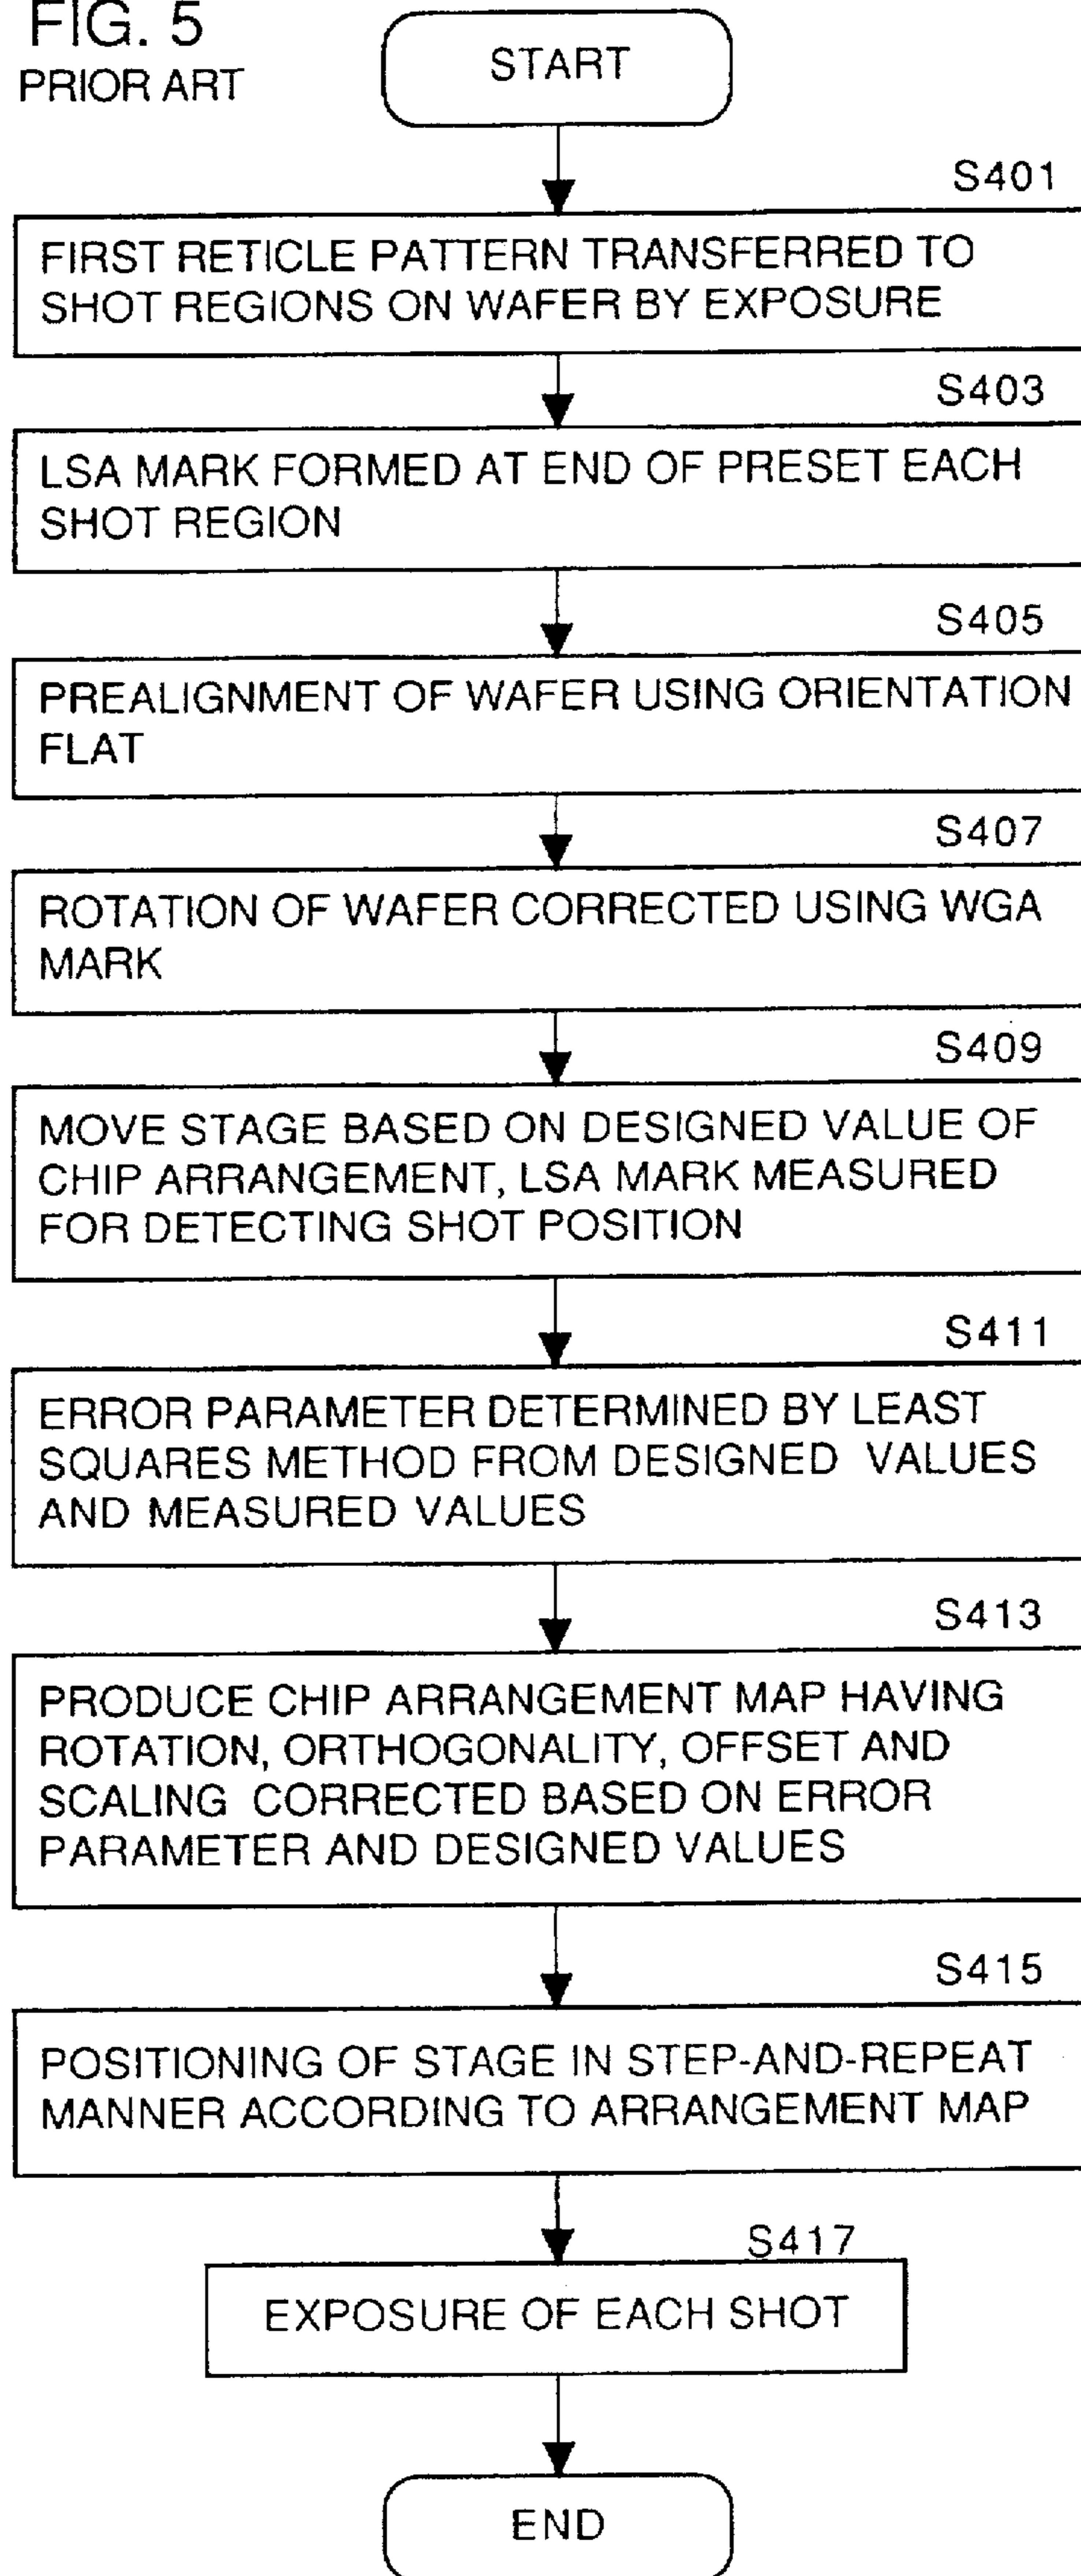 FIG. 5
PRIOR ART
START
S401
FIRST RETICLE PATTERN TRANSFERRED TO
SHOT REGIONS ON WAFER BY EXPOSURE
S403
LSA MARK FORMED AT END OF PRESET EACH
SHOT REGION
S405
PREALIGNMENT OF WAFER USING ORIENTATION
FLAT
S407
ROTATION OF WAFER CORRECTED USING WGA
MARK
S409
MOVE STAGE BASED ON DESIGNED VALUE OF
CHIP ARRANGEMENT, LSA MARK MEASURED
FOR DETECTING SHOT POSITION
S411
ERROR PARAMETER DETERMINED BY LEAST
SQUARES METHOD FROM DESIGNED VALUES
AND MEASURED VALUES
S413
PRODUCE CHIP ARRANGEMENT MAP HAVING
ROTATION, ORTHOGONALITY, OFFSET AND
SCALING CORRECTED BASED ON ERROR
PARAMETER AND DESIGNED VALUES
S415
POSITIONING OF STAGE IN STEP-AND-REPEAT
MANNER ACCORDING TO ARRANGEMENT MAP
S417
EXPOSURE OF EACH SHOT
END